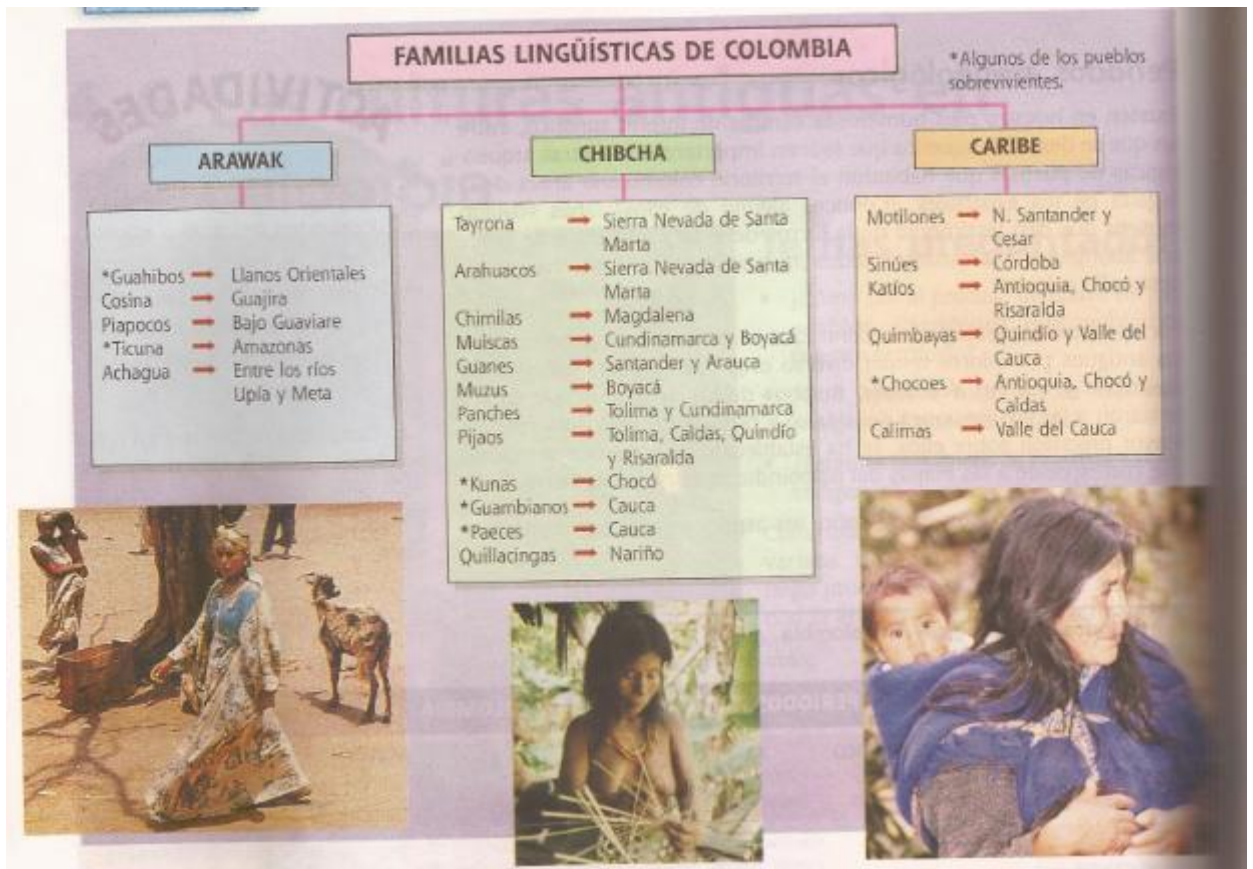 FAMILIAS LINGÜÍSTICAS DE COLOMBIA
*Algunos de los pueblos
sobrevivientes.
ARAWAK
*Guahibos → Llanos Orientales
Cosina → Guajira
Piapocos → Bajo Guaviare
*Ticuna → Amazonas
Achagua → Entre los ríos
Upía y Meta
CHIBCHA
Tayrona → Sierra Nevada de Santa
Marta
Arahuacos → Sierra Nevada de Santa
Marta
Chimilas → Magdalena
Muiscas → Cundinamarca y Boyacá
Guanes → Santander y Arauca
Muzus → Boyacá
Panches → Tolima y Cundinamarca
Pijaos → Tolima, Caldas, Quindío
y Risaralda
*Kunas → Chocó
*Guambianos → Cauca
*Paeces → Cauca
Quillacingas → Nariño
CARIBE
Motilones → N. Santander y
Cesar
Sinúes → Córdoba
Katíos → Antioquia, Chocó y
Risaralda
Quimbayas → Quindío y Valle del
Cauca
*Chocoes → Antioquia, Chocó y
Caldas
Calimas → Valle del Cauca